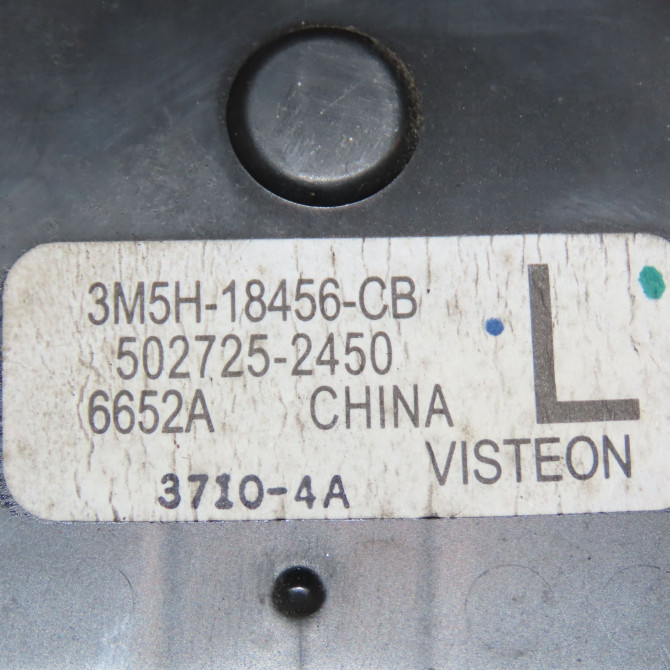 3M5H-18456-CB
502725-2450
6652A CHINA
L
VISTEON
3710-4A